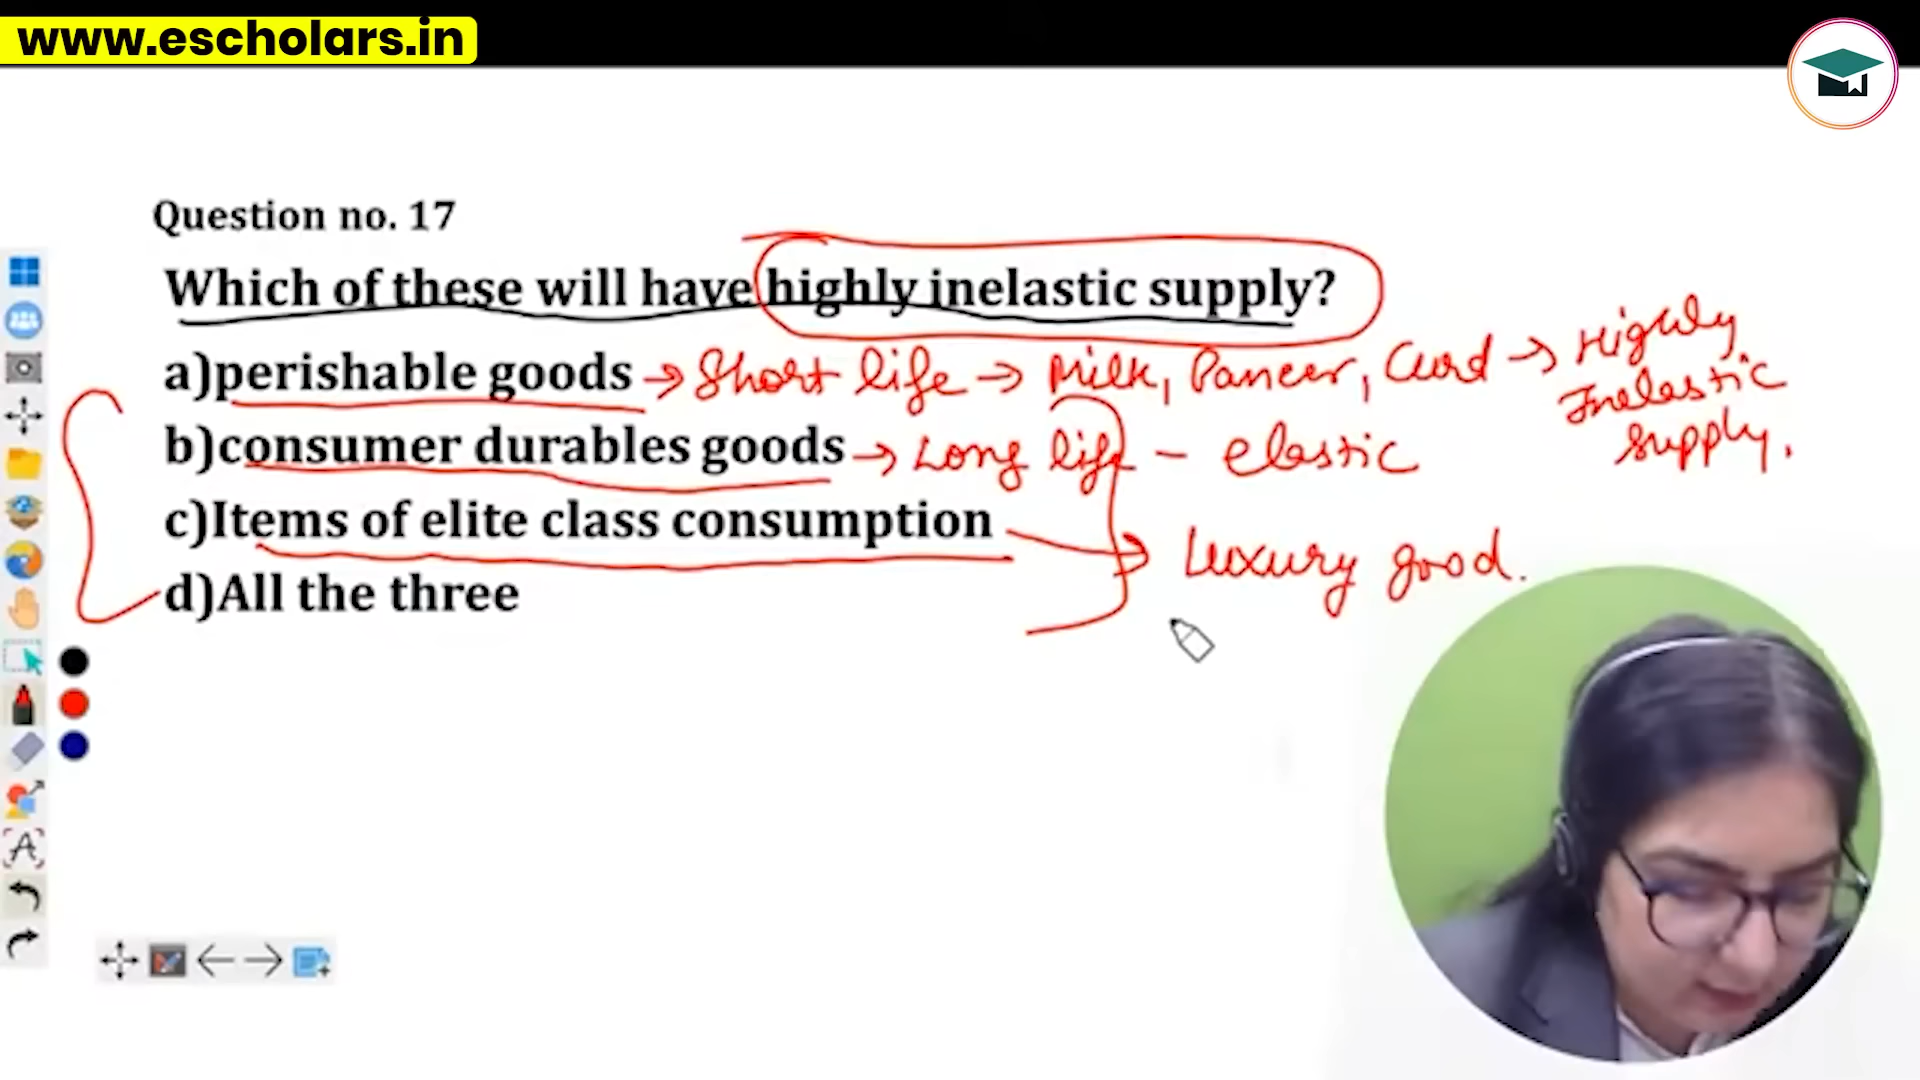 www.escholars.in
Question no. 17
Which of these will have highly inelastic supply?
a)perishable goods → Short life → Milk, Paneer, Curd → Highly
Inelastic
Supply.
b)consumer durables goods → Long life - elastic
c)Items of elite class consumption → Luxury good.
d)All the three